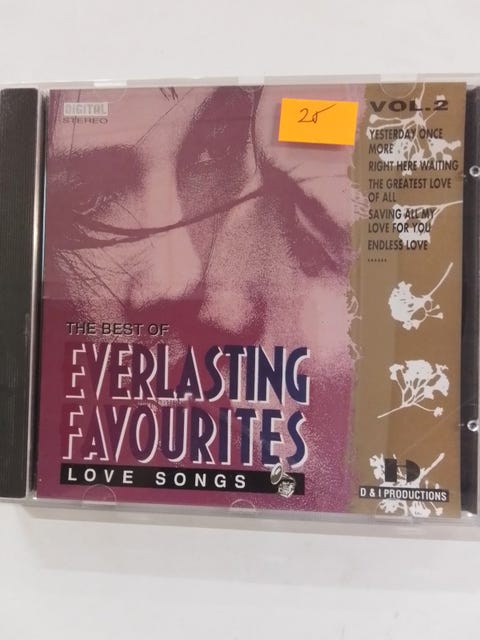 DIGITAL
STEREO
25
VOL.2
YESTERDAY ONCE
MORE
RIGHT HERE WAITING
THE GREATEST LOVE
OF ALL
SAVING ALL MY
LOVE FOR YOU
ENDLESS LOVE
......
THE BEST OF
EVERLASTING
FAVOURITES
LOVE SONGS
D & I PRODUCTIONS